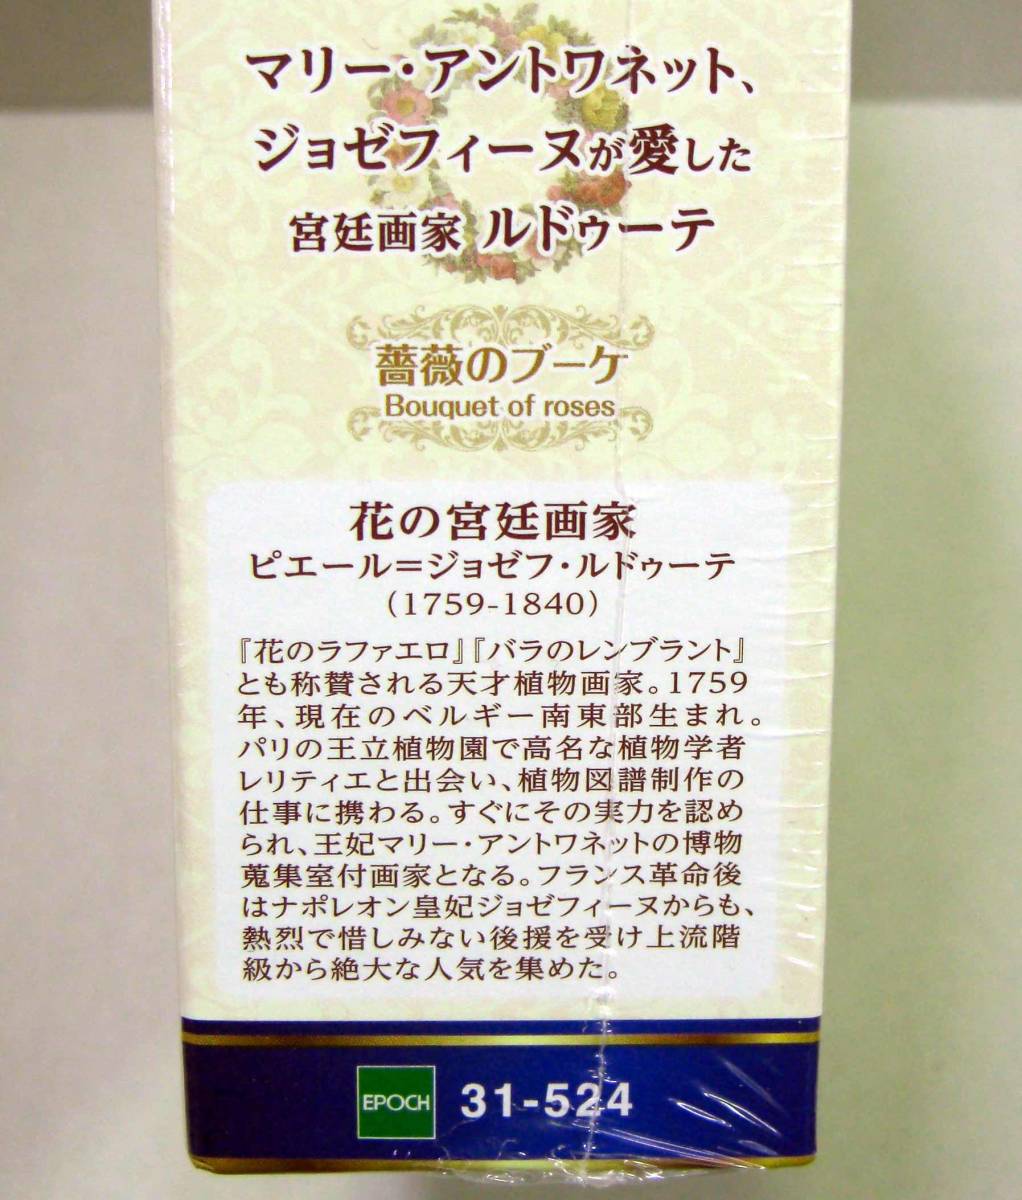 マリー・アントワネット、
ジョゼフィーヌが愛した
宮廷画家 ルドゥーテ
薔薇のブーケ
Bouquet of roses
花の宮廷画家
ピエール=ジョゼフ・ルドゥーテ
(1759-1840)
『花のラファエロ』『バラのレンブラント』
とも称賛される天才植物画家。1759
年、現在のベルギー南東部生まれ。
パリの王立植物園で高名な植物学者
レリティエと出会い、植物図譜制作の
仕事に携わる。すぐにその実力を認め
られ、王妃マリー・アントワネットの博物
蒐集室付画家となる。フランス革命後
はナポレオン皇妃ジョゼフィーヌからも、
熱烈で惜しみない後援を受け上流階
級から絶大な人気を集めた。
EPOCH 31-524